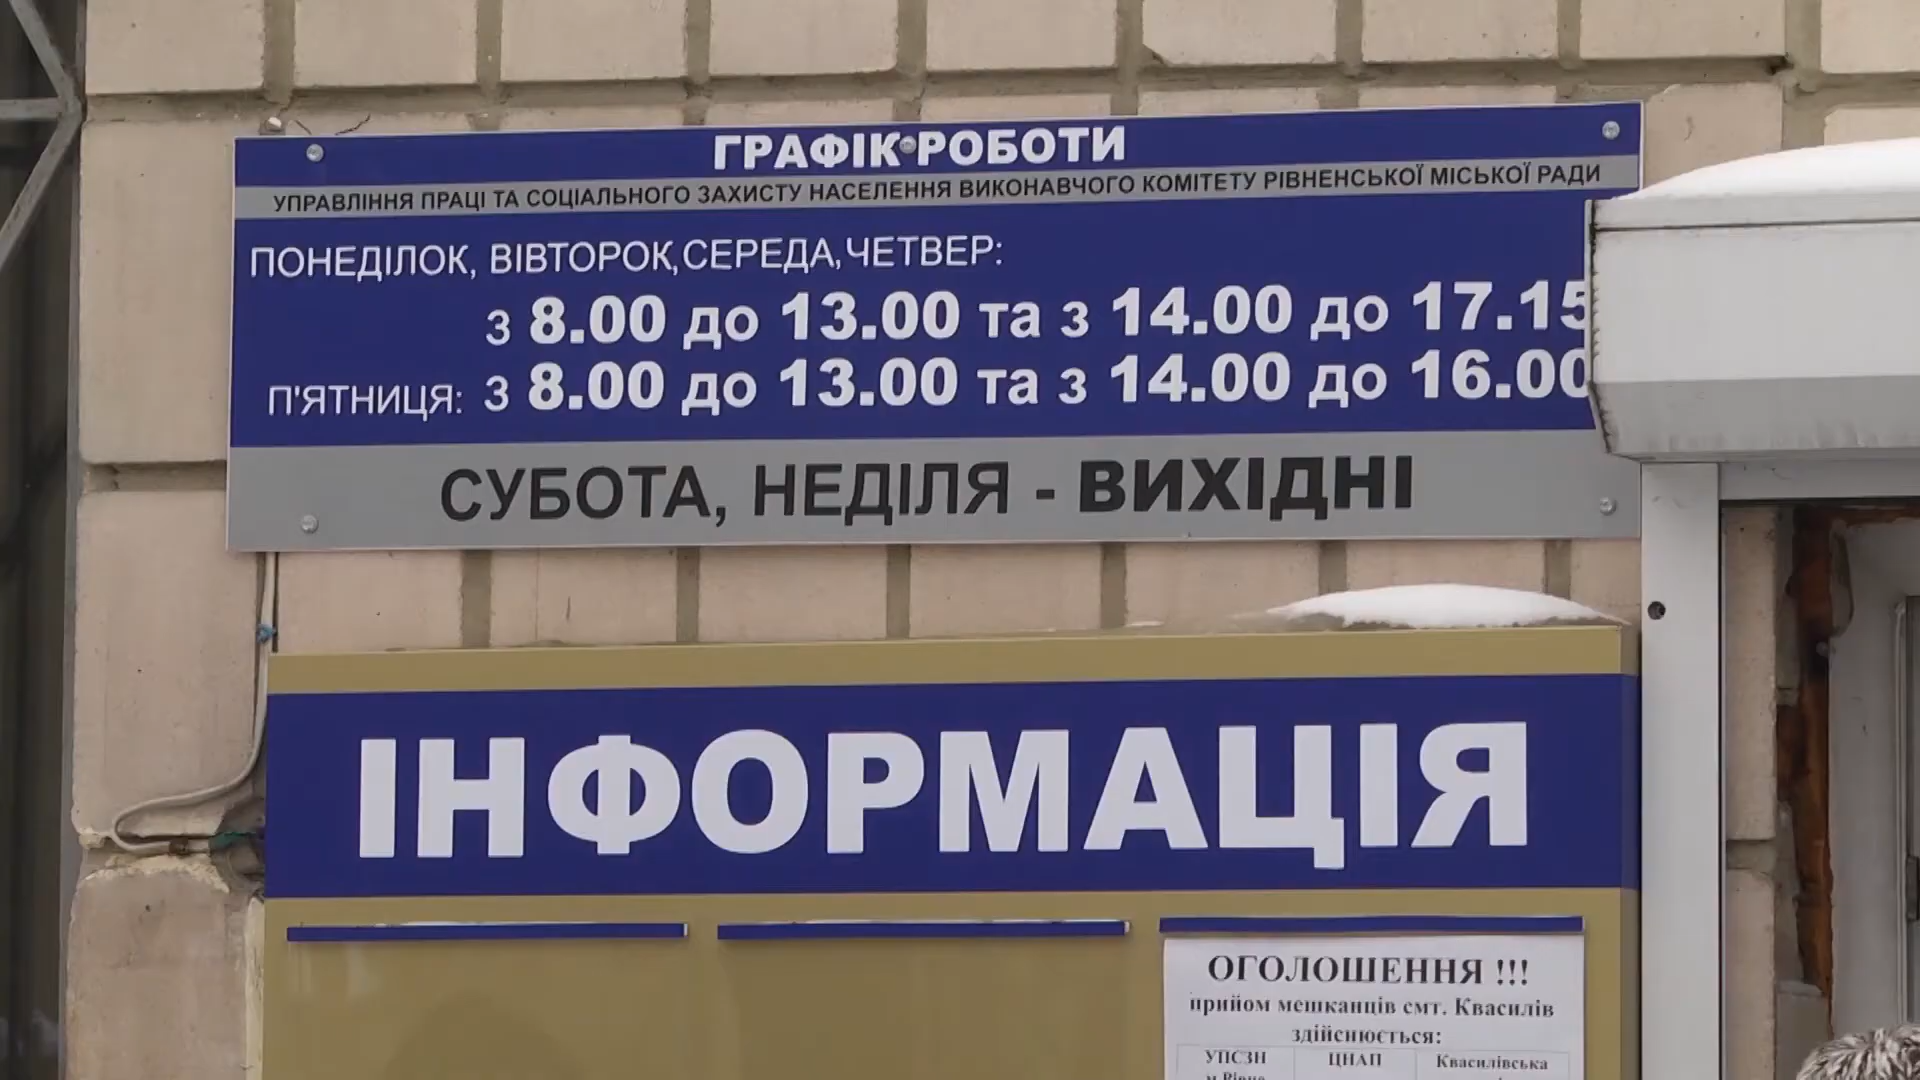 ГРАФІК РОБОТИ
УПРАВЛІННЯ ПРАЦІ ТА СОЦІАЛЬНОГО ЗАХИСТУ НАСЕЛЕННЯ ВИКОНАВЧОГО КОМІТЕТУ РІВНЕНСЬКОЇ МІСЬКОЇ РАДИ
ПОНЕДІЛОК, ВІВТОРОК,СЕРЕДА,ЧЕТВЕР:
з 8.00 до 13.00 та з 14.00 до 17.15
П'ЯТНИЦЯ: з 8.00 до 13.00 та з 14.00 до 16.00
СУБОТА, НЕДІЛЯ - ВИХІДНІ
ІНФОРМАЦІЯ
ОГОЛОШЕННЯ !!!
прийом мешканців смт. Квасилів
здійснюється:
УПСЗН ЦНАП Квасилівська